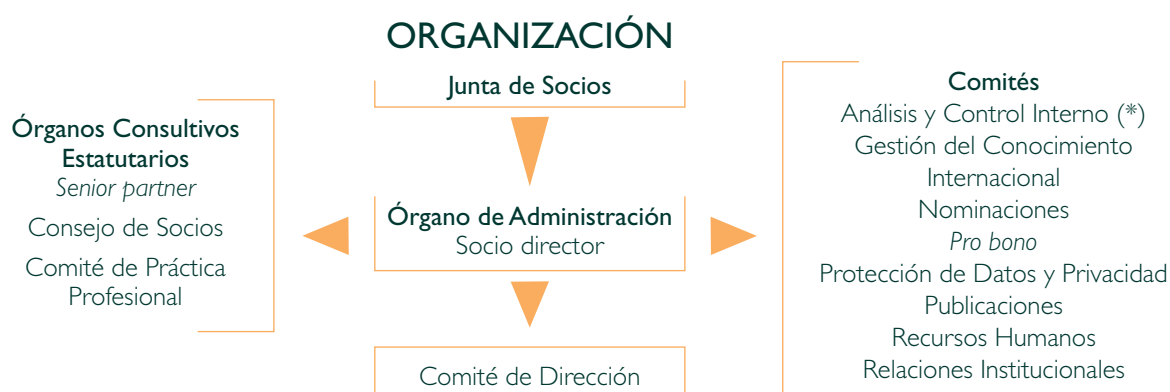 ORGANIZACIÓN
Junta de Socios
Órganos Consultivos
Estatutarios
Senior partner
Consejo de Socios
Comité de Práctica
Profesional
Órgano de Administración
Socio director
Comité de Dirección
Comités
Análisis y Control Interno (*)
Gestión del Conocimiento
Internacional
Nominaciones
Pro bono
Protección de Datos y Privacidad
Publicaciones
Recursos Humanos
Relaciones Institucionales